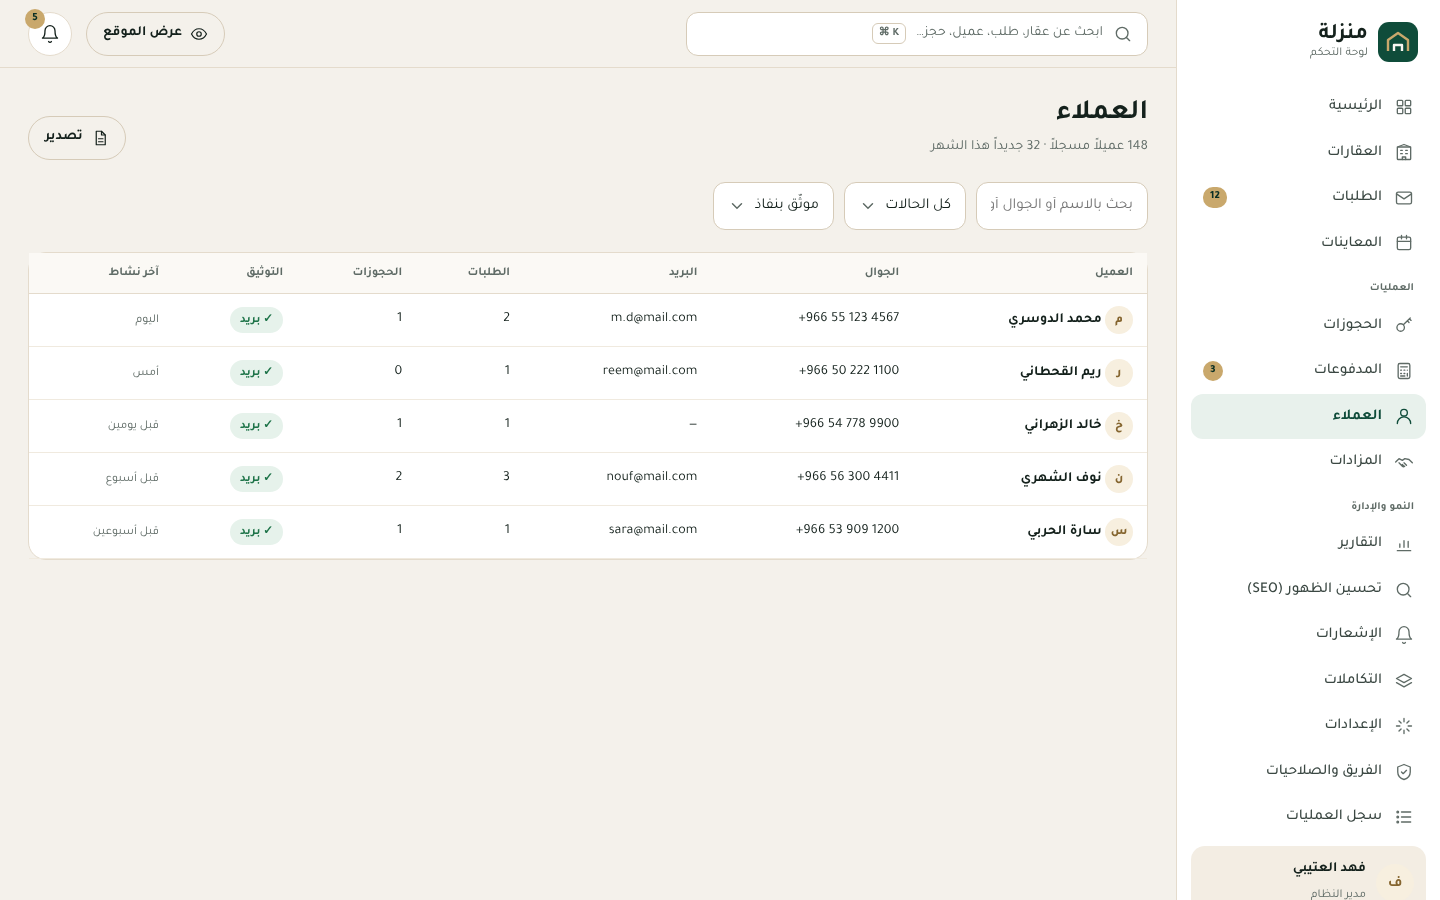 منزلة
لوحة التحكم
الرئيسية
العقارات
الطلبات 12
المعاينات
العمليات
الحجوزات
المدفوعات 3
العملاء
المزادات
النمو والإدارة
التقارير
تحسين الظهور (SEO)
الإشعارات
التكاملات
الإعدادات
الفريق والصلاحيات
سجل العمليات
ف فهد العتيبي
مدير النظام
ابحث عن عقار، طلب، عميل، حجز… ⌘ K
عرض الموقع
5
العملاء
148 عميلاً مسجلاً · 32 جديداً هذا الشهر
تصدير
بحث بالاسم أو الجوال أو
كل الحالات
موثّق بنفاذ
العميل الجوال البريد الطلبات الحجوزات التوثيق آخر نشاط
م محمد الدوسري +966 55 123 4567 m.d@mail.com 2 1 ✓ بريد اليوم
ر ريم القحطاني +966 50 222 1100 reem@mail.com 1 0 ✓ بريد أمس
خ خالد الزهراني +966 54 778 9900 — 1 1 ✓ بريد قبل يومين
ن نوف الشهري +966 56 300 4411 nouf@mail.com 3 2 ✓ بريد قبل أسبوع
س سارة الحربي +966 53 909 1200 sara@mail.com 1 1 ✓ بريد قبل أسبوعين